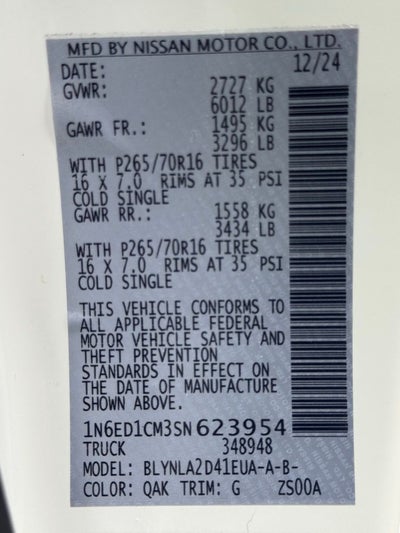 MFD BY NISSAN MOTOR CO., LTD.
DATE: 12/24
GVWR: 2727 KG
6012 LB
GAWR FR.: 1495 KG
3296 LB
WITH P265/70R16 TIRES
16 X 7.0 RIMS AT 35 PSI
COLD SINGLE
GAWR RR.: 1558 KG
3434 LB
WITH P265/70R16 TIRES
16 X 7.0 RIMS AT 35 PSI
COLD SINGLE
THIS VEHICLE CONFORMS TO
ALL APPLICABLE FEDERAL
MOTOR VEHICLE SAFETY AND
THEFT PREVENTION
STANDARDS IN EFFECT ON
THE DATE OF MANUFACTURE
SHOWN ABOVE.
1N6ED1CM3SN623954
TRUCK 348948
MODEL: BLYNLA2D41EUA-A-B-
COLOR: QAK TRIM: G ZS00A